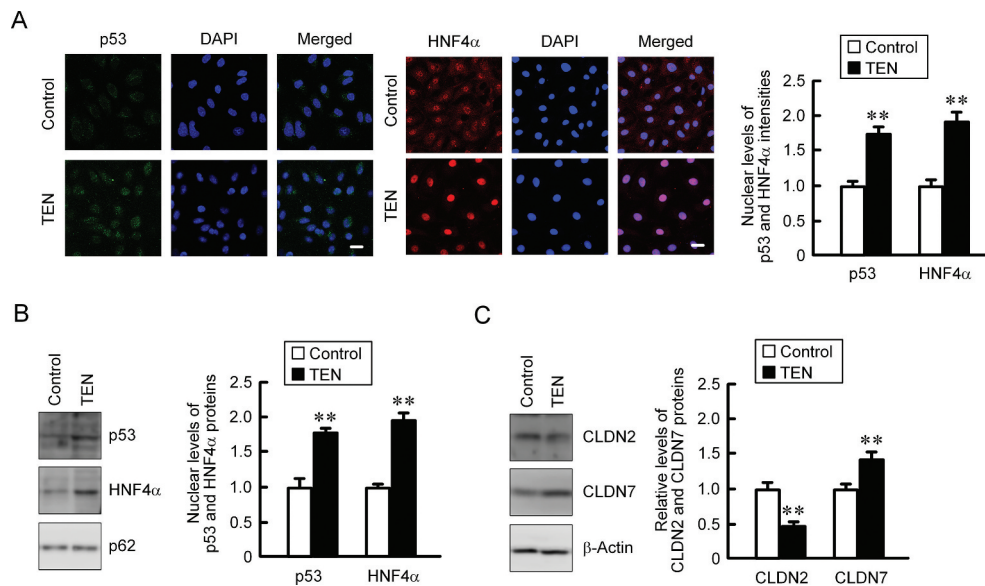 A
p53 DAPI Merged
Control
TEN
HNF4α DAPI Merged
Control
TEN
Control
TEN
Nuclear levels of
p53 and HNF4α intensities
2.5
2.0
1.5
1.0
0.5
0
** **
p53 HNF4α
B
Control
TEN
p53
HNF4α
p62
Control
TEN
Nuclear levels of
p53 and HNF4α proteins
2.5
2.0
1.5
1.0
0.5
0
** **
p53 HNF4α
C
Control
TEN
CLDN2
CLDN7
β-Actin
Control
TEN
Relative levels of
CLDN2 and CLDN7 proteins
2.0
1.5
1.0
0.5
0
** **
CLDN2 CLDN7